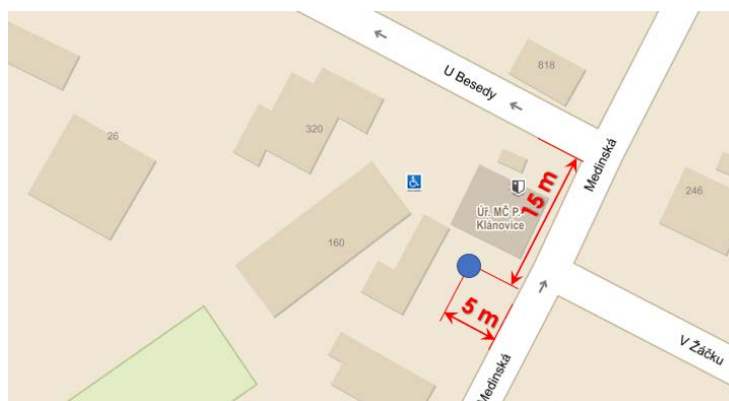 U Besedy
818
26
320
Medinská
15 m
246
Úř. MČ P.
Klánovice
160
5 m
V Žáčku
Medinská